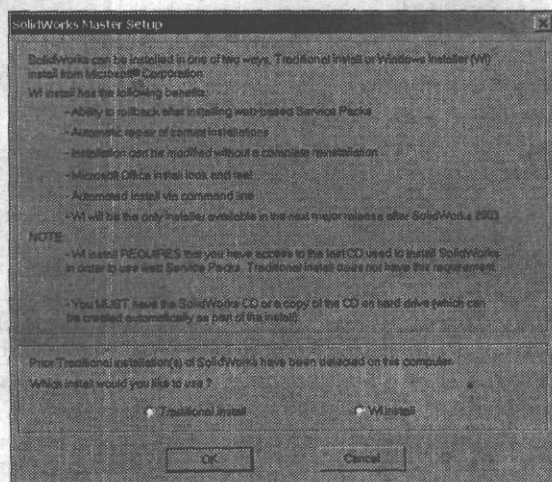 SolidWorks Master Setup
SolidWorks can be installed in one of two ways, Traditional Install or Windows Installer (WI)
install from Microsoft® Corporation
WI install has the following benefits:
- Ability to rollback after installing web-based Service Packs
- Automatic repair of corrupt installations
- Installation can be modified without a complete reinstallation
- Microsoft Office install look and feel
- Automated install via command line
- WI will be the only installer available in the next major release after SolidWorks 2003
NOTE:
- WI install REQUIRES that you have access to the last CD used to install SolidWorks
in order to use web Service Packs. Traditional install does not have this requirement.
- You MUST have the SolidWorks CD or a copy of the CD on hard drive (which can
be created automatically as part of the install).
Prior Traditional installation(s) of SolidWorks have been detected on this computer.
Which install would you like to use ?
Traditional install
WI install
OK
Cancel